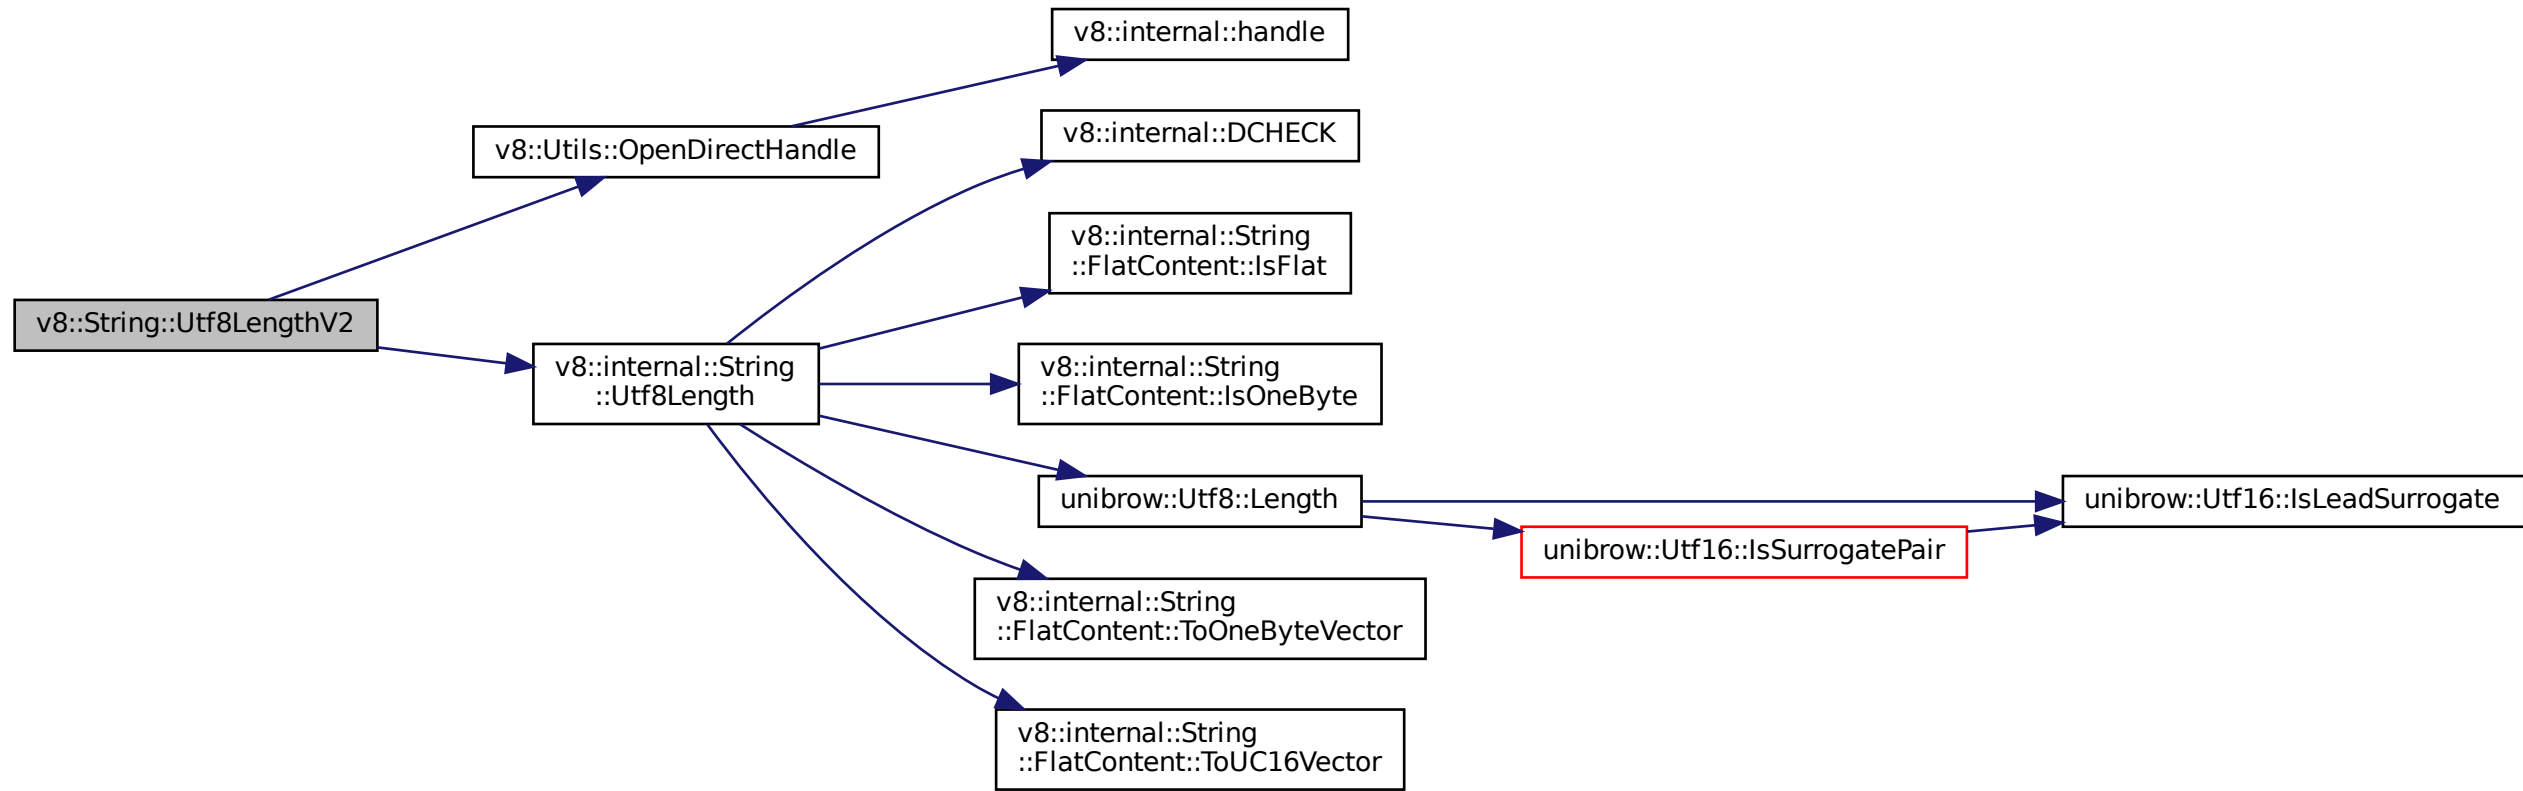 v8::String::Utf8LengthV2
v8::Utils::OpenDirectHandle
v8::internal::handle
v8::internal::String
::Utf8Length
v8::internal::DCHECK
v8::internal::String
::FlatContent::IsFlat
v8::internal::String
::FlatContent::IsOneByte
unibrow::Utf8::Length
unibrow::Utf16::IsLeadSurrogate
unibrow::Utf16::IsSurrogatePair
v8::internal::String
::FlatContent::ToOneByteVector
v8::internal::String
::FlatContent::ToUC16Vector